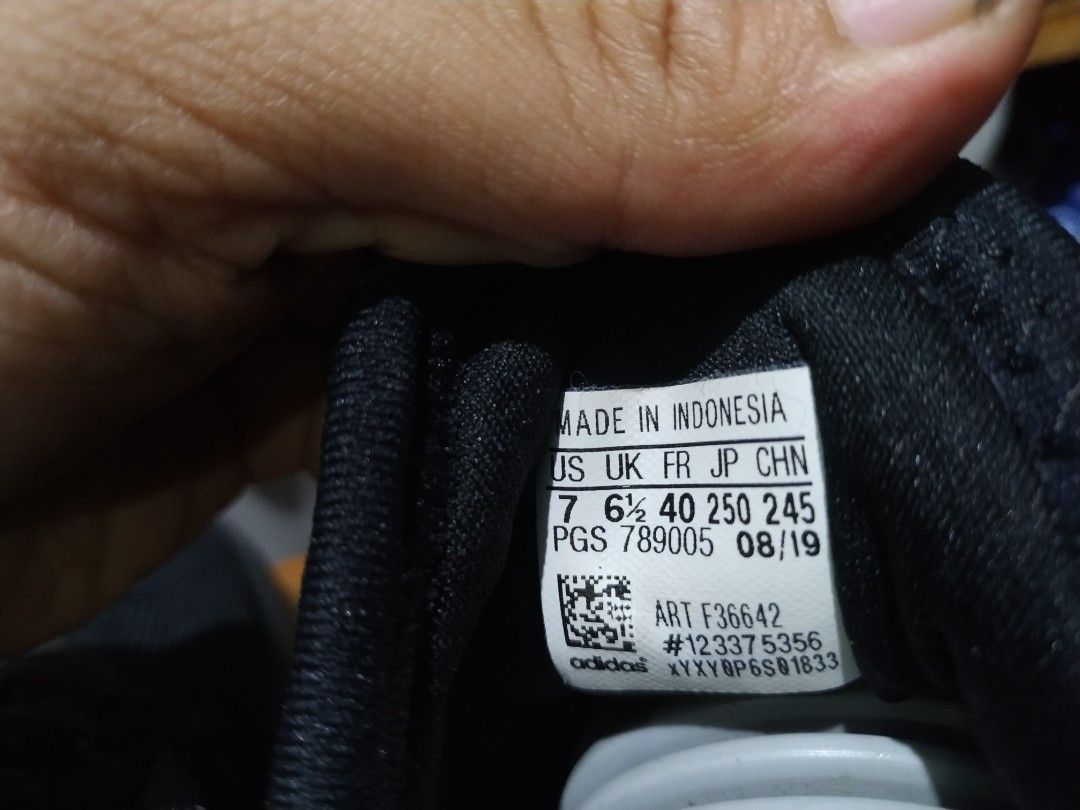 MADE IN INDONESIA
US UK FR JP CHN
7 6½ 40 250 245
PGS 789005 08/19
ART F36642
#123375356
adidas xYXY0P6S01833